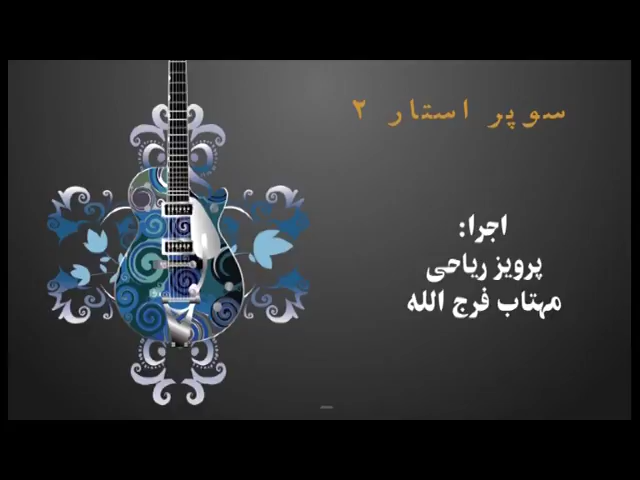 سوپر استار ۲
اجرا:
پرویز ریاحی
مهتاب فرج الله